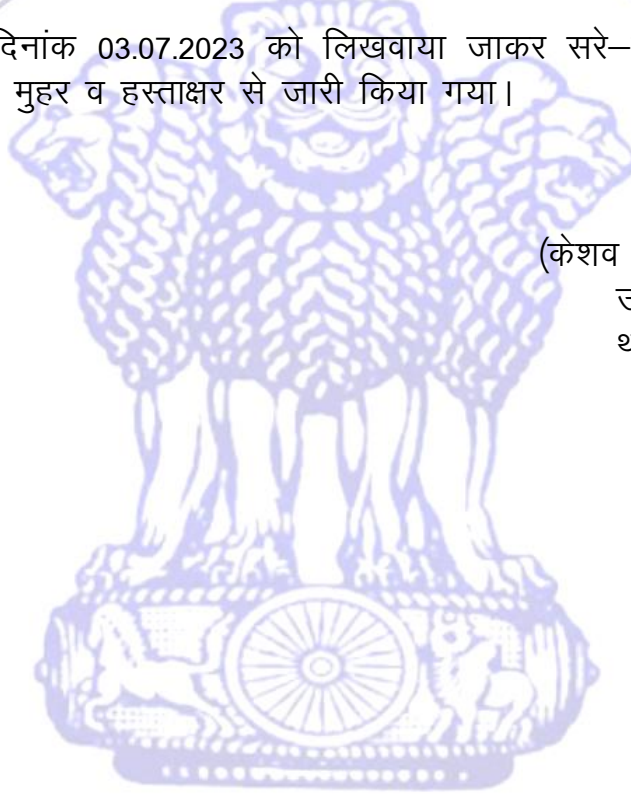 दिनांक 03.07.2023 को लिखवाया जाकर सरे–
मुहर व हस्ताक्षर से जारी किया गया।
(केशव